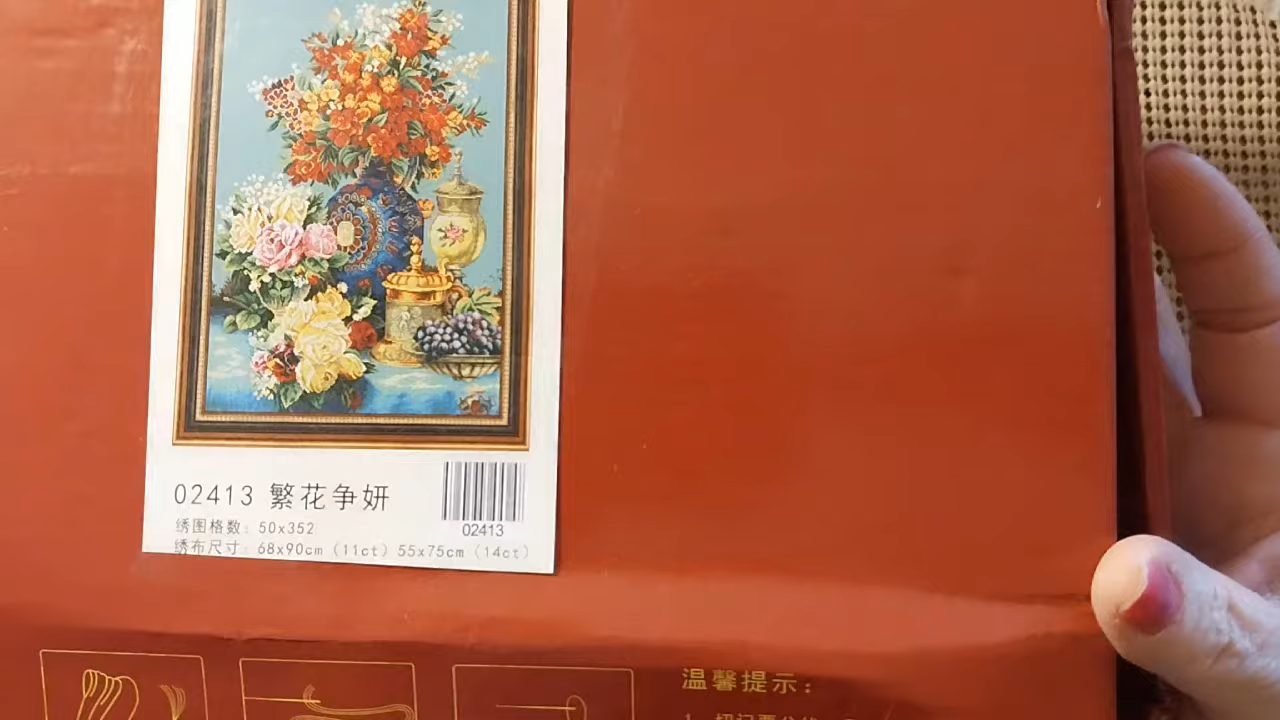 02413 繁花争妍
绣图格数：50x352
绣布尺寸：68x90cm（11ct）55x75cm（14ct）
02413
温馨提示：